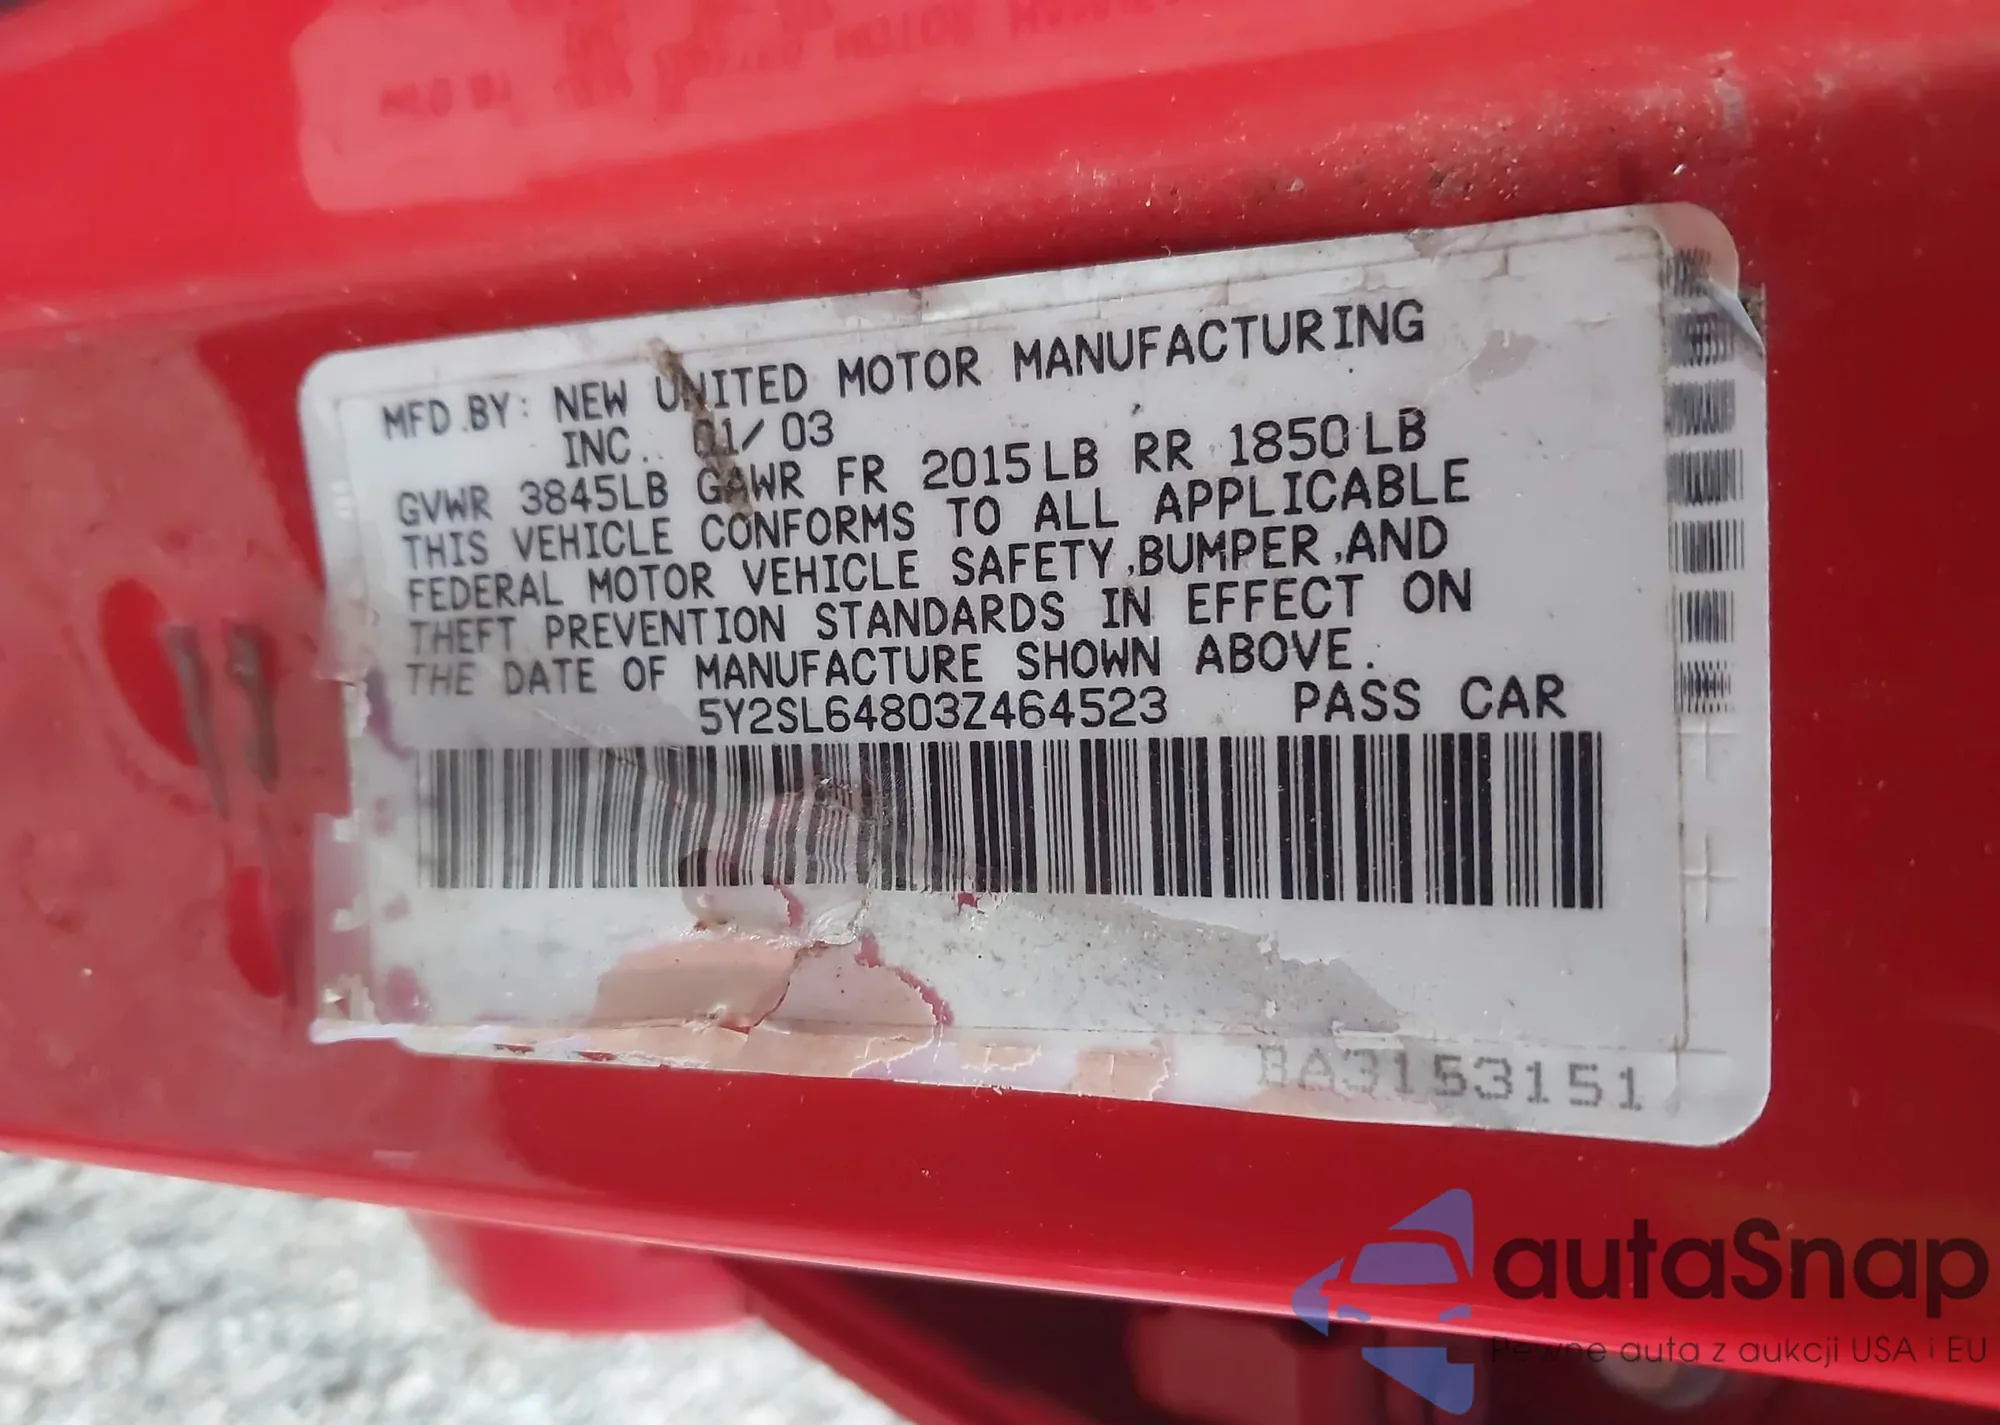 MFD.BY: NEW UNITED MOTOR MANUFACTURING
INC.. 01/03
GVWR 3845LB GAWR FR 2015LB RR 1850LB
THIS VEHICLE CONFORMS TO ALL APPLICABLE
FEDERAL MOTOR VEHICLE SAFETY,BUMPER,AND
THEFT PREVENTION STANDARDS IN EFFECT ON
THE DATE OF MANUFACTURE SHOWN ABOVE.
5Y2SL64803Z464523 PASS CAR
BA3153151
autaSnap
Pewne auta z aukcji USA i EU